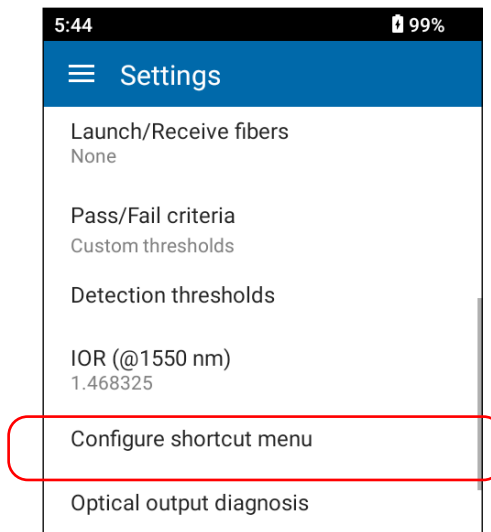 5:44 99%
Settings
Launch/Receive fibers
None
Pass/Fail criteria
Custom thresholds
Detection thresholds
IOR (@1550 nm)
1.468325
Configure shortcut menu
Optical output diagnosis